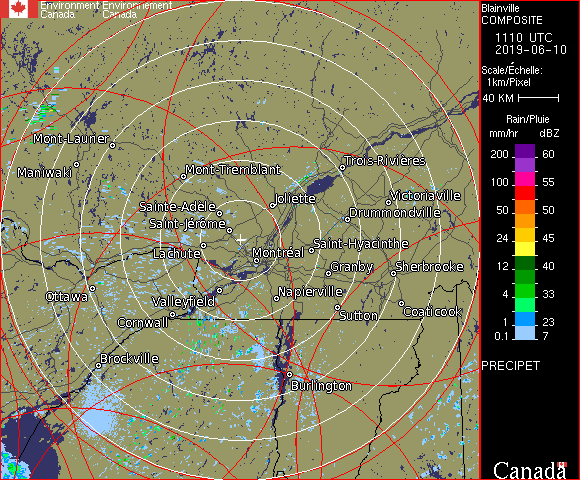 Environment Environnement
Canada Canada
Blainville
COMPOSITE
1110 UTC
2019-06-10
Scale/Échelle:
1km/Pixel
40 KM
Rain/Pluie
mm/hr dBZ
200 60
100 55
50 50
24 45
12 40
4 33
1 23
0.1 7
PRECIPET
Mont-Laurier
Maniwaki
Mont-Tremblant
Trois-Rivières
Sainte-Adèle
Joliette
Victoriaville
Drummondville
Saint-Jérôme
Lachute
Montréal
Saint-Hyacinthe
Granby
Sherbrooke
Ottawa
Valleyfield
Napierville
Cornwall
Sutton
Coaticook
Brockville
Burlington
Canada